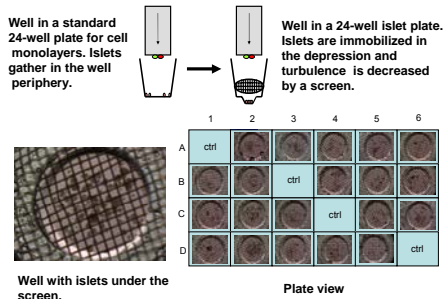 Well in a standard
24-well plate for cell
monolayers. Islets
gather in the well
periphery.
Well in a 24-well islet plate.
Islets are immobilized in
the depression and
turbulence is decreased
by a screen.
1 2 3 4 5 6
A ctrl
B ctrl
C ctrl
D ctrl
Well with islets under the
screen.
Plate view